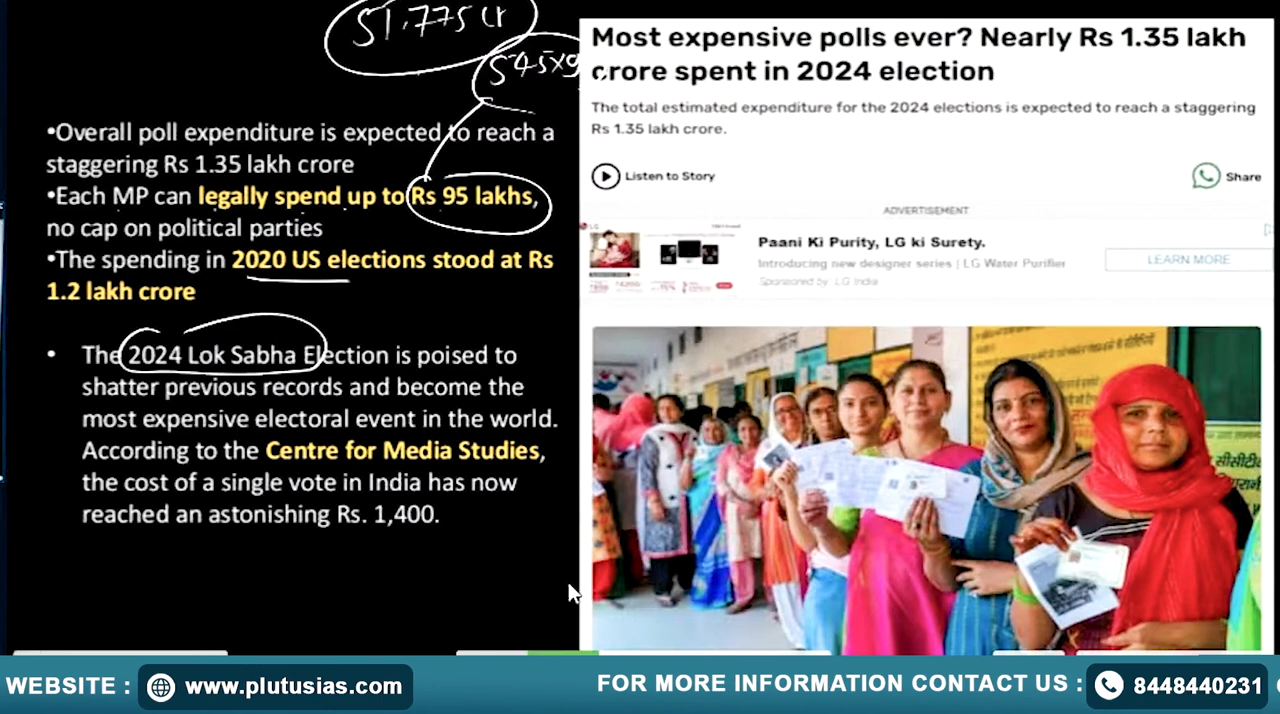 51.775 Cr
545x9
•Overall poll expenditure is expected to reach a
staggering Rs 1.35 lakh crore
•Each MP can legally spend up to Rs 95 lakhs,
no cap on political parties
•The spending in 2020 US elections stood at Rs
1.2 lakh crore
• The 2024 Lok Sabha Election is poised to
shatter previous records and become the
most expensive electoral event in the world.
According to the Centre for Media Studies,
the cost of a single vote in India has now
reached an astonishing Rs. 1,400.
Most expensive polls ever? Nearly Rs 1.35 lakh
crore spent in 2024 election
The total estimated expenditure for the 2024 elections is expected to reach a staggering
Rs 1.35 lakh crore.
Listen to Story
Share
ADVERTISEMENT
LG
Paani Ki Purity, LG ki Surety.
Introducing new designer series | LG Water Purifier
Sponsored by: LG India
LEARN MORE
WEBSITE : www.plutusias.com
FOR MORE INFORMATION CONTACT US : 8448440231